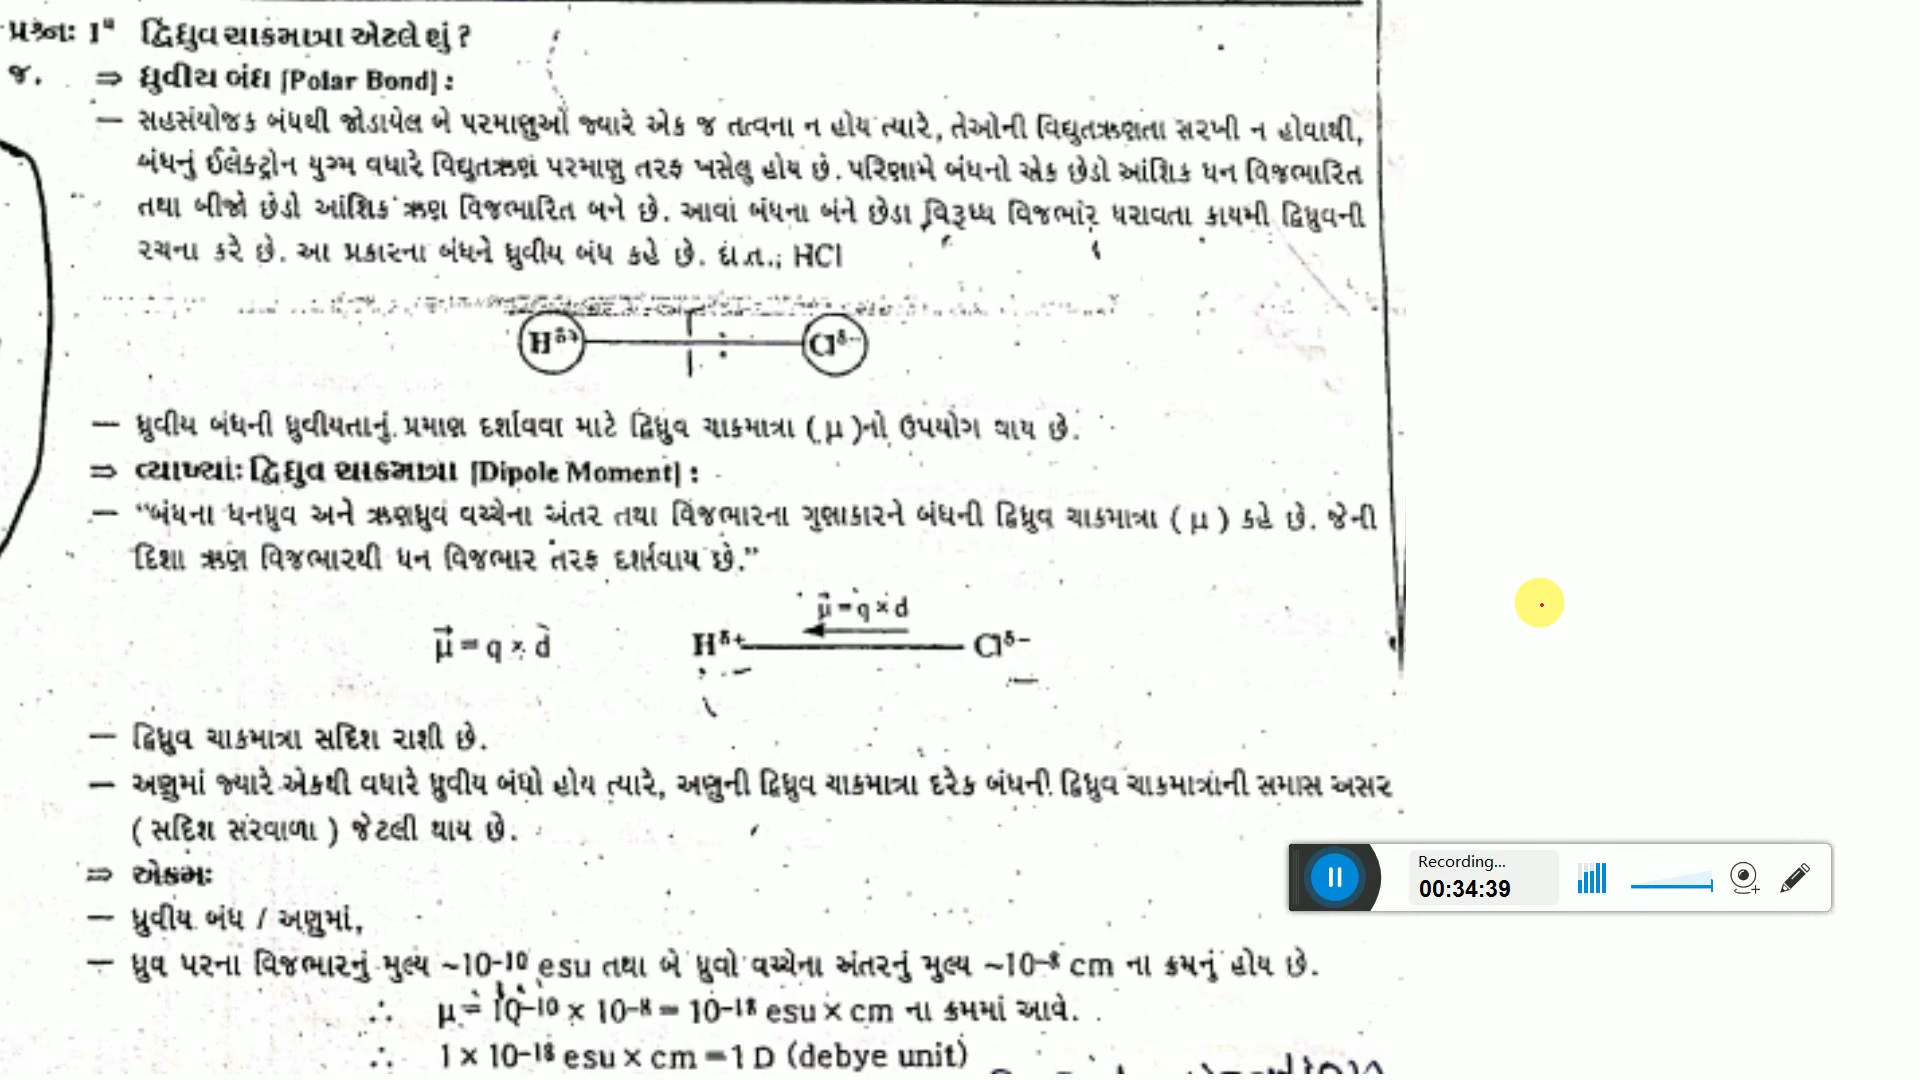 પ્રશ્ન: 1" દ્વિધ્રુવ ચાકમાત્રા એટલે શું ?
જ. ⇒ ધ્રુવીય બંધ [Polar Bond] :
— સહસંયોજક બંધથી જોડાયેલ બે પરમાણુઓ જ્યારે એક જ તત્વના ન હોય ત્યારે, તેઓની વિદ્યુતઋણતા સરખી ન હોવાથી,
બંધનું ઈલેક્ટ્રોન યુગ્મ વધારે વિદ્યુતઋણ પરમાણુ તરફ ખસેલુ હોય છે. પરિણામે બંધનો એક છેડો આંશિક ધન વિજભારિત
તથા બીજો છેડો આંશિક ઋણ વિજભારિત બને છે. આવાં બંધના બંને છેડા વિરૂધ્ધ વિજભાર ધરાવતા કાયમી દ્વિધ્રુવની
રચના કરે છે. આ પ્રકારના બંધને ધ્રુવીય બંધ કહે છે. દા.ત.; HCl
H^δ+ Cl^δ−
— ધ્રુવીય બંધની ધ્રુવીયતાનું પ્રમાણ દર્શાવવા માટે દ્વિધ્રુવ ચાકમાત્રા ( μ )નો ઉપયોગ થાય છે.
⇒ વ્યાખ્યા: દ્વિધ્રુવ ચાકમાત્રા [Dipole Moment] :
— “બંધના ધનધ્રુવ અને ઋણધ્રુવ વચ્ચેના અંતર તથા વિજભારના ગુણાકારને બંધની દ્વિધ્રુવ ચાકમાત્રા ( μ ) કહે છે. જેની
દિશા ઋણ વિજભારથી ધન વિજભાર તરફ દર્શાવાય છે.”
μ⃗ = q × d
μ⃗ = q × d
H^δ+ Cl^δ−
— દ્વિધ્રુવ ચાકમાત્રા સદિશ રાશી છે.
— અણુમાં જ્યારે એકથી વધારે ધ્રુવીય બંધો હોય ત્યારે, અણુની દ્વિધ્રુવ ચાકમાત્રા દરેક બંધની દ્વિધ્રુવ ચાકમાત્રાની સમાસ અસર
( સદિશ સરવાળા ) જેટલી થાય છે.
⇒ એકમ:
— ધ્રુવીય બંધ / અણુમાં,
— ધ્રુવ પરના વિજભારનું મુલ્ય ~10⁻¹⁰ esu તથા બે ધ્રુવો વચ્ચેના અંતરનું મુલ્ય ~10⁻⁸ cm ના ક્રમનું હોય છે.
∴ μ = 10⁻¹⁰ × 10⁻⁸ = 10⁻¹⁸ esu × cm ના ક્રમમાં આવે.
∴ 1 × 10⁻¹⁸ esu × cm = 1 D (debye unit)
Recording...
00:34:39